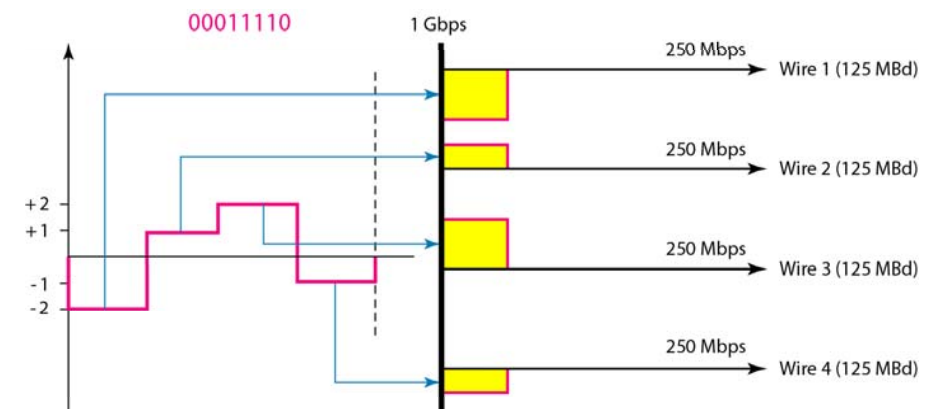 00011110
1 Gbps
250 Mbps
Wire 1 (125 MBd)
250 Mbps
Wire 2 (125 MBd)
+2
+1
-1
-2
250 Mbps
Wire 3 (125 MBd)
250 Mbps
Wire 4 (125 MBd)